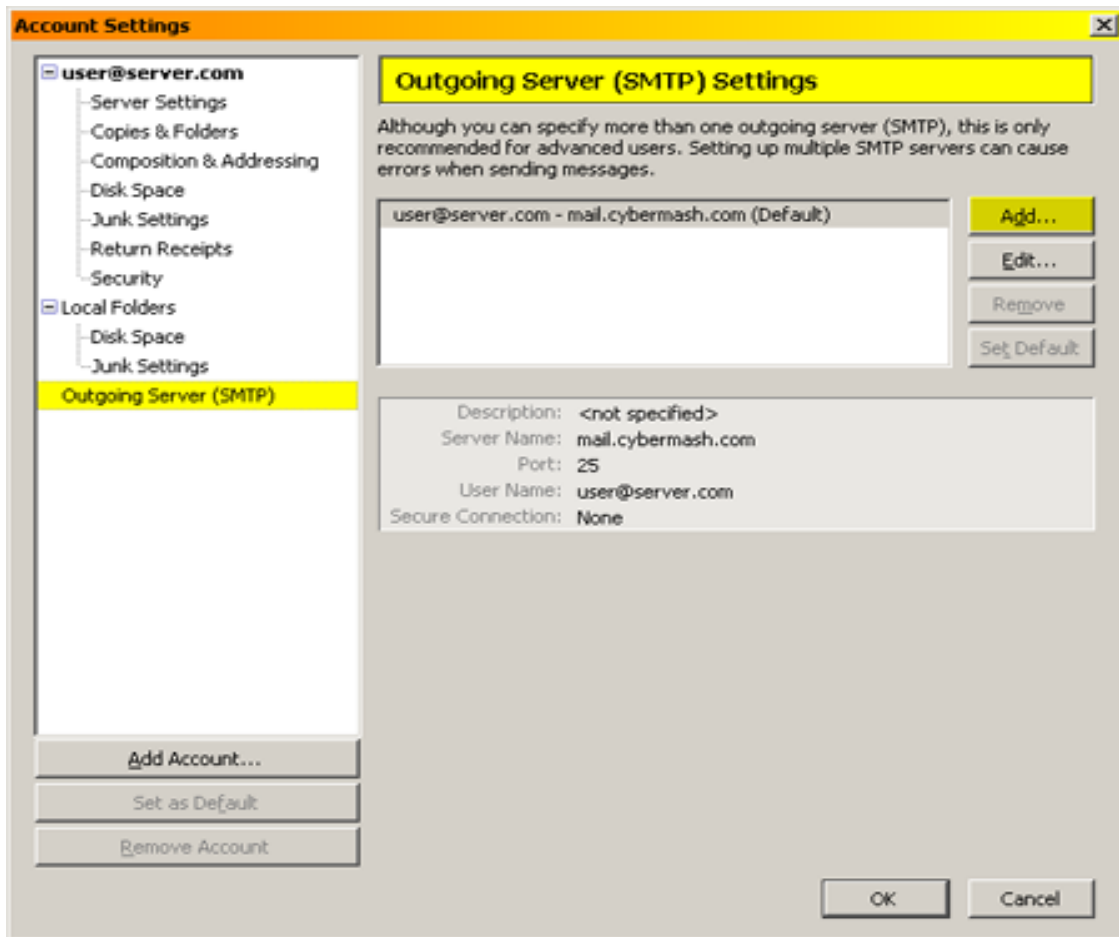 Account Settings
user@server.com
Server Settings
Copies & Folders
Composition & Addressing
Disk Space
Junk Settings
Return Receipts
Security
Local Folders
Disk Space
Junk Settings
Outgoing Server (SMTP)
Add Account...
Set as Default
Remove Account
Outgoing Server (SMTP) Settings
Although you can specify more than one outgoing server (SMTP), this is only
recommended for advanced users. Setting up multiple SMTP servers can cause
errors when sending messages.
user@server.com - mail.cybermash.com (Default)
Add...
Edit...
Remove
Set Default
Description: <not specified>
Server Name: mail.cybermash.com
Port: 25
User Name: user@server.com
Secure Connection: None
OK
Cancel